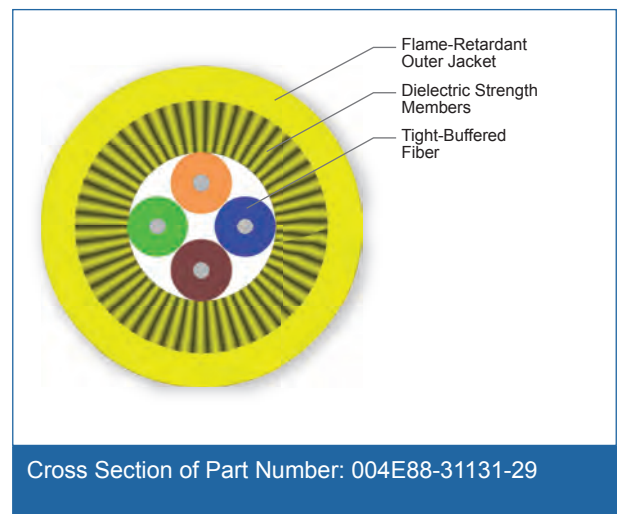 Flame-Retardant
Outer Jacket
Dielectric Strength
Members
Tight-Buffered
Fiber
Cross Section of Part Number: 004E88-31131-29